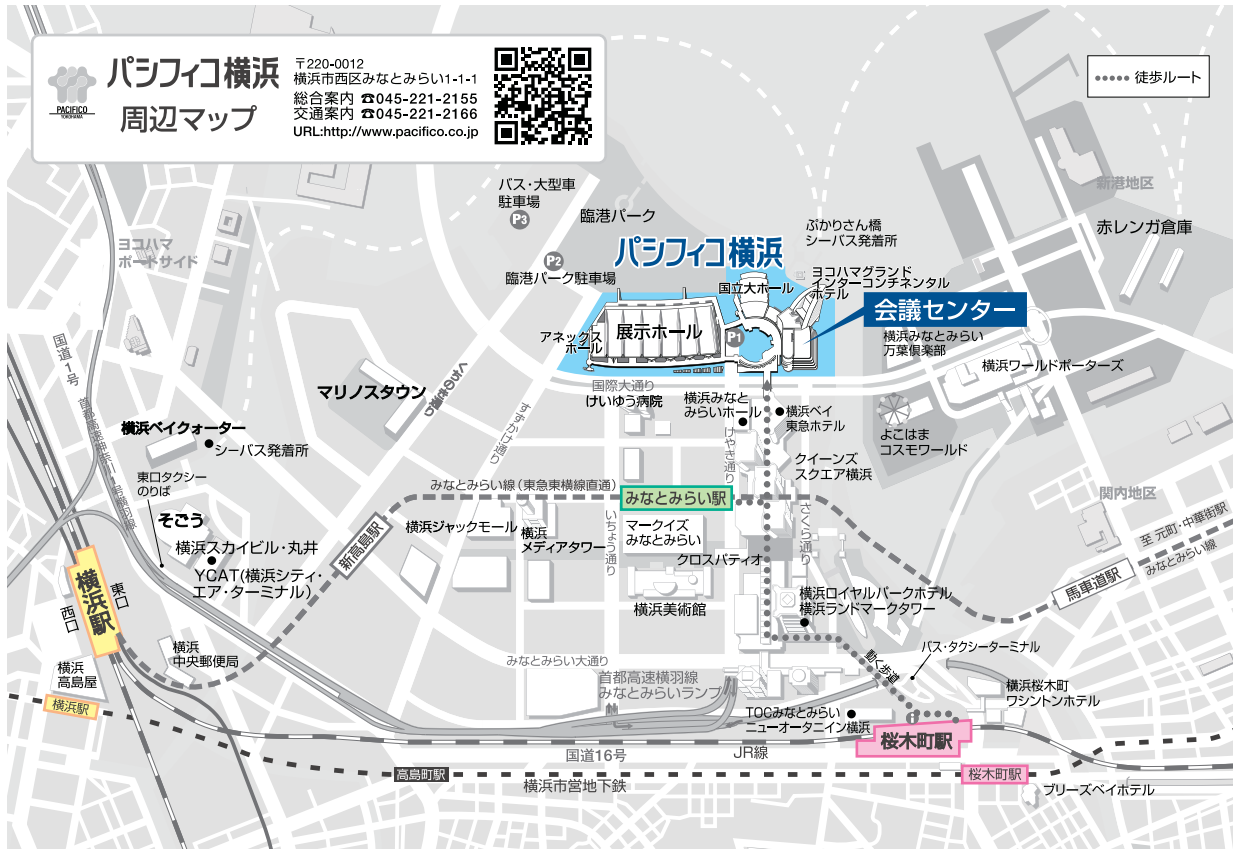 パシフィコ横浜
周辺マップ
PACIFICO
YOKOHAMA
〒220-0012
横浜市西区みなとみらい1-1-1
総合案内 ☎045-221-2155
交通案内 ☎045-221-2166
URL:http://www.pacifico.co.jp
徒歩ルート
バス・大型車
駐車場
P3
臨港パーク
P2
臨港パーク駐車場
パシフィコ横浜
ぷかりさん橋
シーバス発着所
新港地区
赤レンガ倉庫
ヨコハマ
ポートサイド
国立大ホール
ヨコハマグランド
インターコンチネンタル
ホテル
会議センター
展示ホール
アネックス
ホール
P1
横浜みなとみらい
万葉倶楽部
横浜ワールドポーターズ
国道1号
首都高速神奈川1号横羽線
マリノスタウン
くちのき通り
すずかけ通り
国際大通り
けいゆう病院
横浜みなと
みらいホール
けやき通り
横浜ベイ
東急ホテル
よこはま
コスモワールド
横浜ベイクォーター
シーバス発着所
クイーンズ
スクエア横浜
東口タクシー
のりば
みなとみらい線(東急東横線直通)
みなとみらい駅
さくら通り
関内地区
そごう
横浜スカイビル・丸井
YCAT(横浜シティ・
エア・ターミナル)
新高島駅
横浜ジャックモール
横浜
メディアタワー
いちょう通り
マークイズ
みなとみらい
クロスパティオ
至 元町・中華街駅
みなとみらい線
馬車道駅
横浜駅
東口
西口
横浜美術館
横浜ロイヤルパークホテル
横浜ランドマークタワー
横浜
中央郵便局
横浜
高島屋
横浜駅
みなとみらい大通り
首都高速横羽線
みなとみらいランプ
動く歩道
バス・タクシーターミナル
横浜桜木町
ワシントンホテル
TOCみなとみらい
ニューオータニイン横浜
i
桜木町駅
国道16号
JR線
高島町駅
横浜市営地下鉄
桜木町駅
ブリーズベイホテル